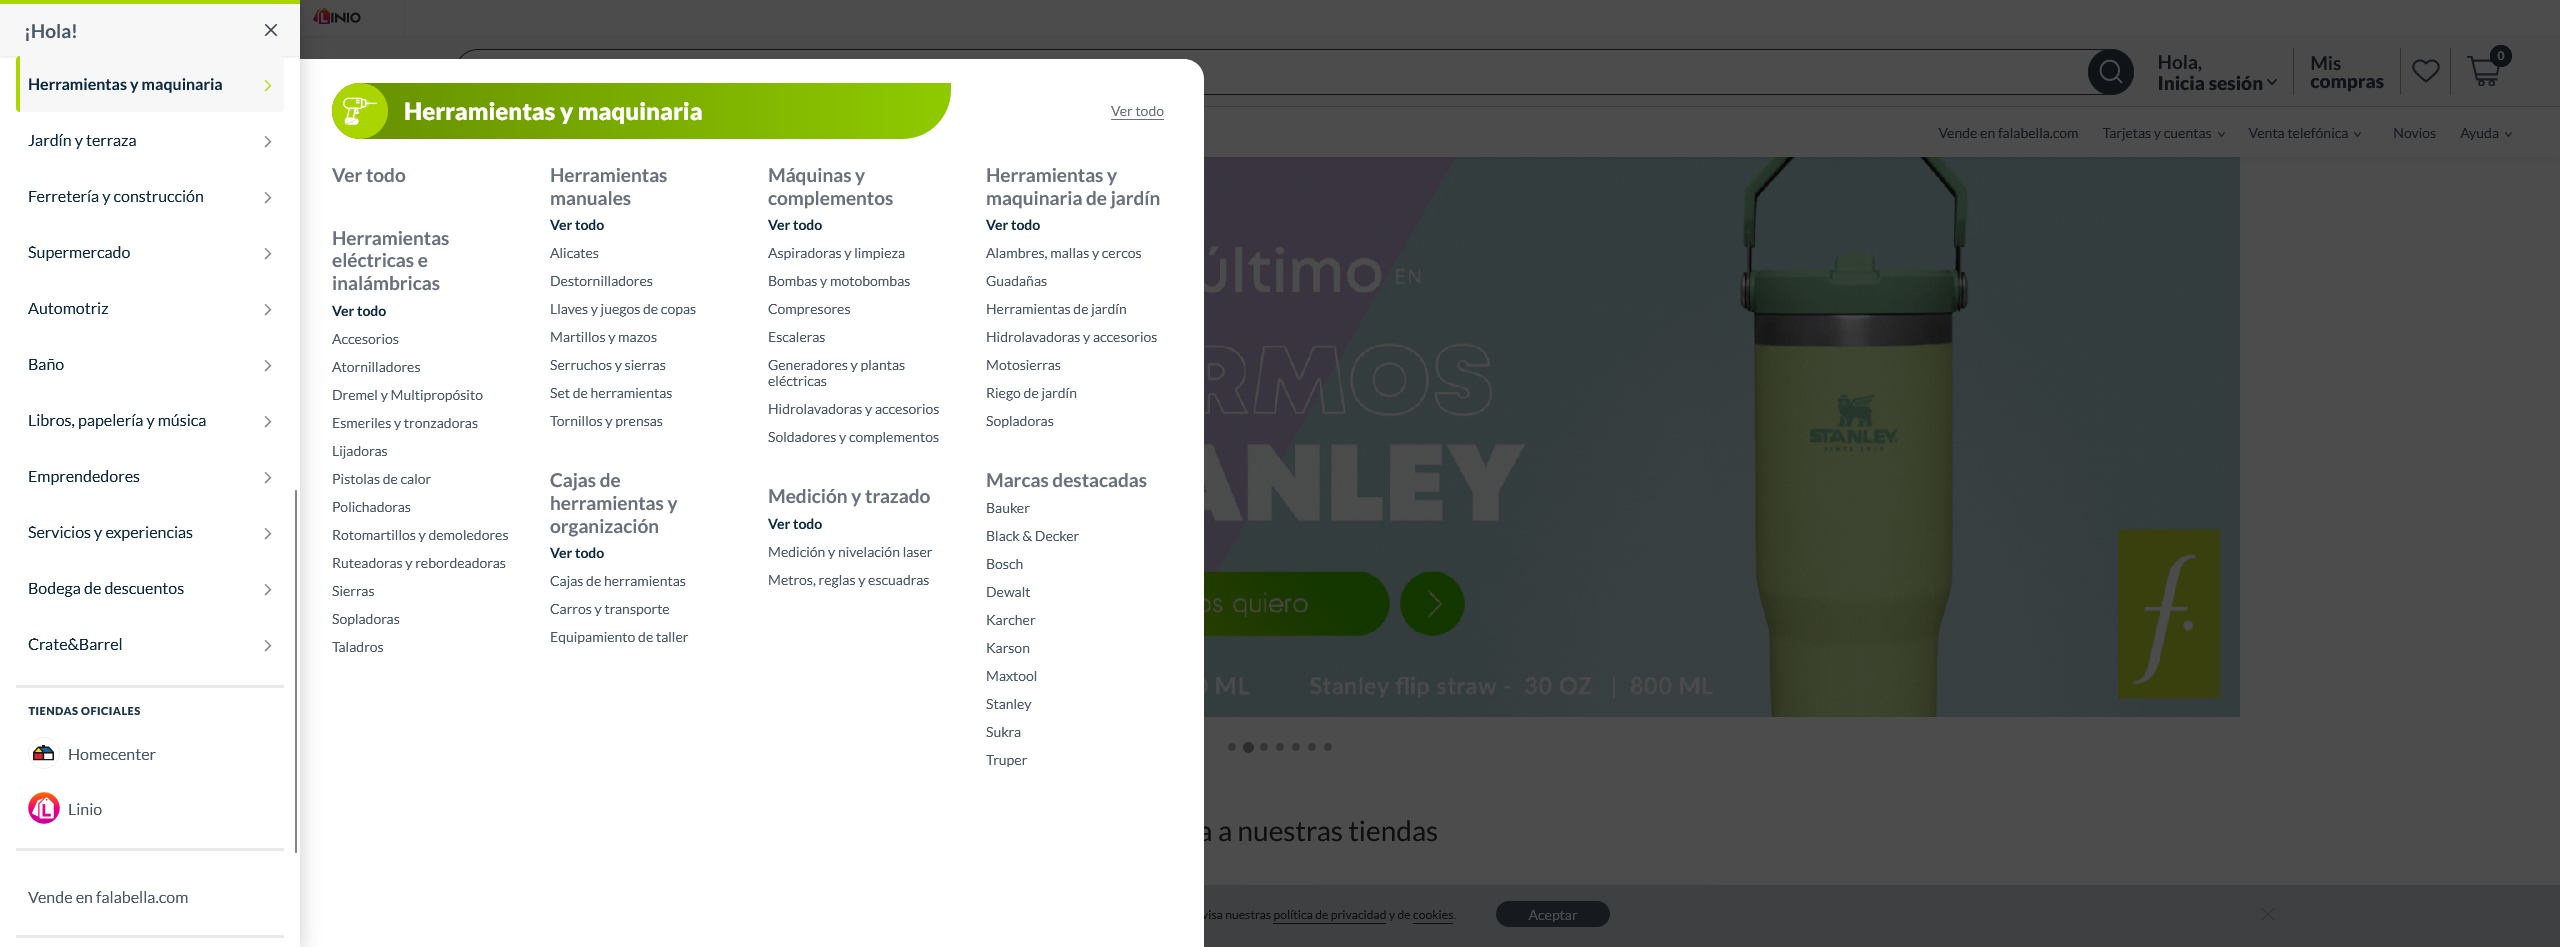 ¡Hola!
Herramientas y maquinaria
Jardín y terraza
Ferretería y construcción
Supermercado
Automotriz
Baño
Libros, papelería y música
Emprendedores
Servicios y experiencias
Bodega de descuentos
Crate&Barrel
TIENDAS OFICIALES
Homecenter
Linio
Vende en falabella.com
Herramientas y maquinaria
Ver todo
Ver todo
Herramientas
eléctricas e
inalámbricas
Ver todo
Accesorios
Atornilladores
Dremel y Multipropósito
Esmeriles y tronzadoras
Lijadoras
Pistolas de calor
Polichadoras
Rotomartillos y demoledores
Ruteadoras y rebordeadoras
Sierras
Sopladoras
Taladros
Herramientas
manuales
Ver todo
Alicates
Destornilladores
Llaves y juegos de copas
Martillos y mazos
Serruchos y sierras
Set de herramientas
Tornillos y prensas
Cajas de
herramientas y
organización
Ver todo
Cajas de herramientas
Carros y transporte
Equipamiento de taller
Máquinas y
complementos
Ver todo
Aspiradoras y limpieza
Bombas y motobombas
Compresores
Escaleras
Generadores y plantas
eléctricas
Hidrolavadoras y accesorios
Soldadores y complementos
Medición y trazado
Ver todo
Medición y nivelación laser
Metros, reglas y escuadras
Herramientas y
maquinaria de jardín
Ver todo
Alambres, mallas y cercos
Guadañas
Herramientas de jardín
Hidrolavadoras y accesorios
Motosierras
Riego de jardín
Sopladoras
Marcas destacadas
Bauker
Black & Decker
Bosch
Dewalt
Karcher
Karson
Maxtool
Stanley
Sukra
Truper
LINIO
Hola,
Inicia sesión
Mis
compras
0
Vende en falabella.com
Tarjetas y cuentas
Venta telefónica
Novios
Ayuda
último EN
RMOS
ANLEY
os quiero
0 ML
Stanley flip straw - 30 OZ | 800 ML
STANLEY
SINCE 1913
f.
a a nuestras tiendas
visa nuestras política de privacidad y de cookies.
Aceptar